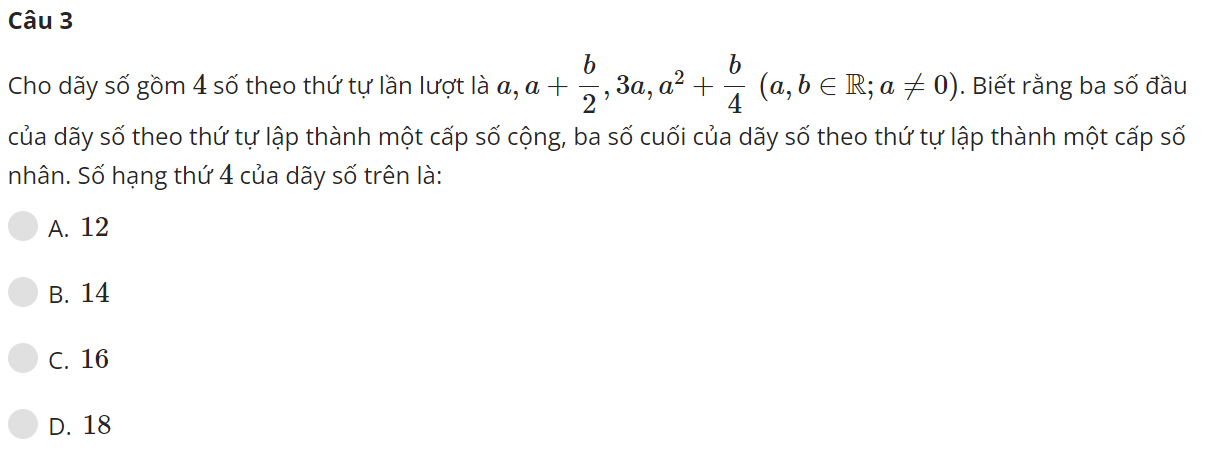 Câu 3
Cho dãy số gồm 4 số theo thứ tự lần lượt là $a, a + \dfrac{b}{2}, 3a, a^2 + \dfrac{b}{4}$ $(a, b \in \mathbb{R}; a \neq 0)$. Biết rằng ba số đầu
của dãy số theo thứ tự lập thành một cấp số cộng, ba số cuối của dãy số theo thứ tự lập thành một cấp số
nhân. Số hạng thứ 4 của dãy số trên là:
A. 12
B. 14
C. 16
D. 18